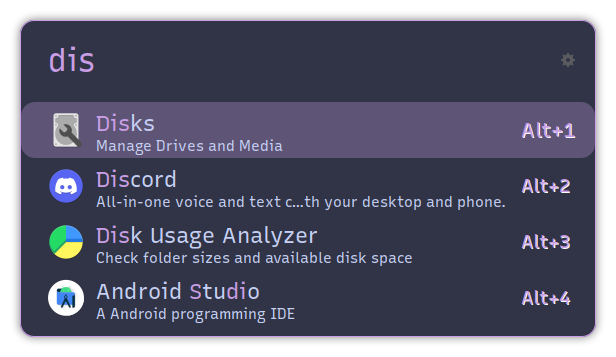 dis
Disks
Manage Drives and Media
Alt+1
Discord
All-in-one voice and text c...th your desktop and phone.
Alt+2
Disk Usage Analyzer
Check folder sizes and available disk space
Alt+3
Android Studio
A Android programming IDE
Alt+4